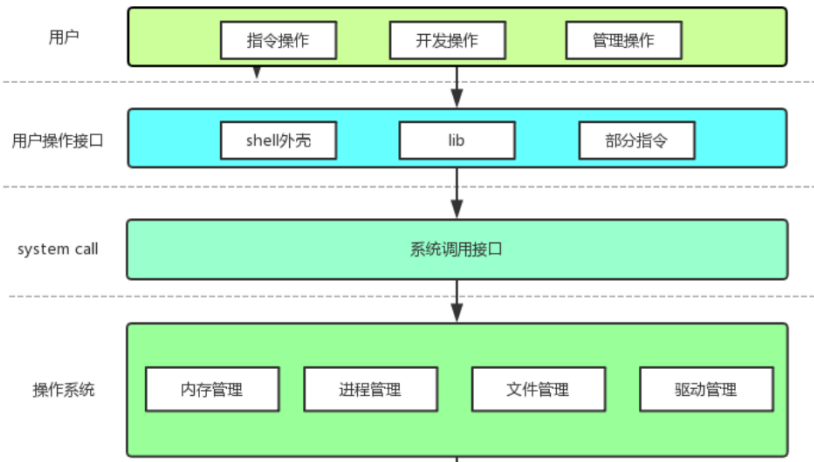 用户
指令操作
开发操作
管理操作
用户操作接口
shell外壳
lib
部分指令
system call
系统调用接口
操作系统
内存管理
进程管理
文件管理
驱动管理